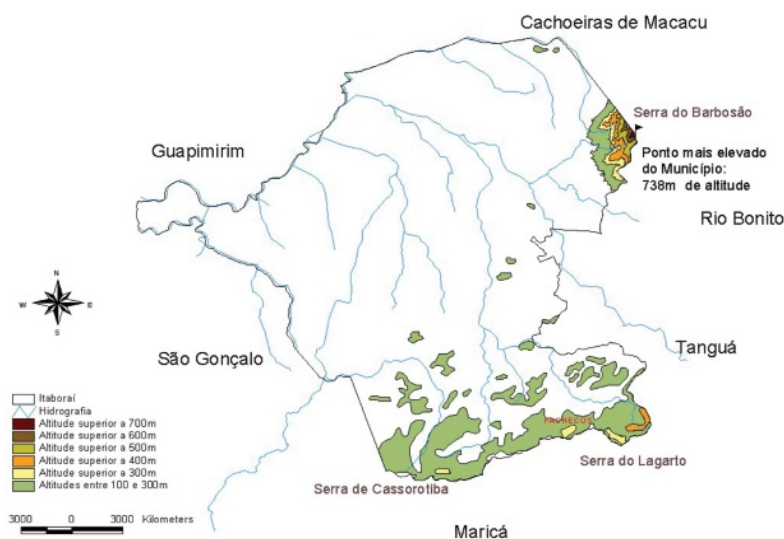 Cachoeiras de Macacu
Serra do Barbosão
Ponto mais elevado
do Município:
738m de altitude
Guapimirim
Rio Bonito
N
W E
S
São Gonçalo
Tanguá
Itaboraí
Hidrografia
Altitude superior a 700m
Altitude superior a 600m
Altitude superior a 500m
Altitude superior a 400m
Altitude superior a 300m
Altitudes entre 100 e 300m
PACHECOS
Serra do Lagarto
Serra de Cassorotiba
3000 0 3000 Kilometers
Maricá